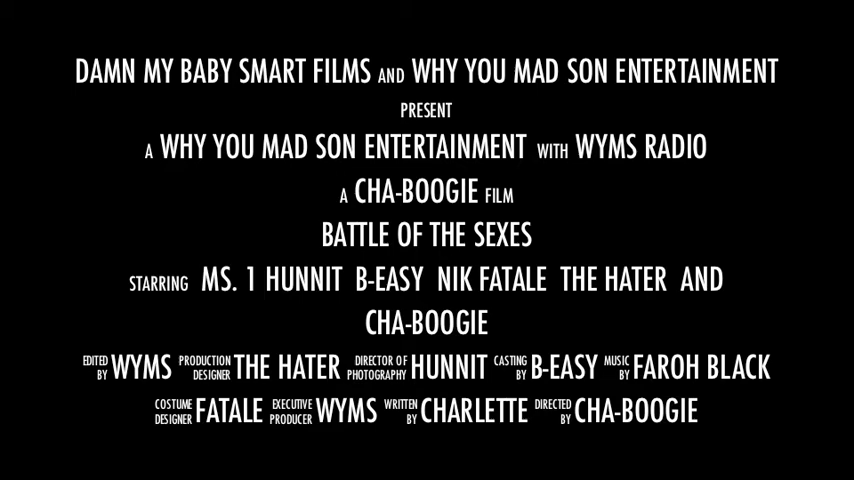 DAMN MY BABY SMART FILMS AND WHY YOU MAD SON ENTERTAINMENT
PRESENT
A WHY YOU MAD SON ENTERTAINMENT WITH WYMS RADIO
A CHA-BOOGIE FILM
BATTLE OF THE SEXES
STARRING MS. 1 HUNNIT B-EASY NIK FATALE THE HATER AND
CHA-BOOGIE
EDITED BY WYMS PRODUCTION DESIGNER THE HATER DIRECTOR OF PHOTOGRAPHY HUNNIT CASTING BY B-EASY MUSIC BY FAROH BLACK
COSTUME DESIGNER FATALE EXECUTIVE PRODUCER WYMS WRITTEN BY CHARLETTE DIRECTED BY CHA-BOOGIE